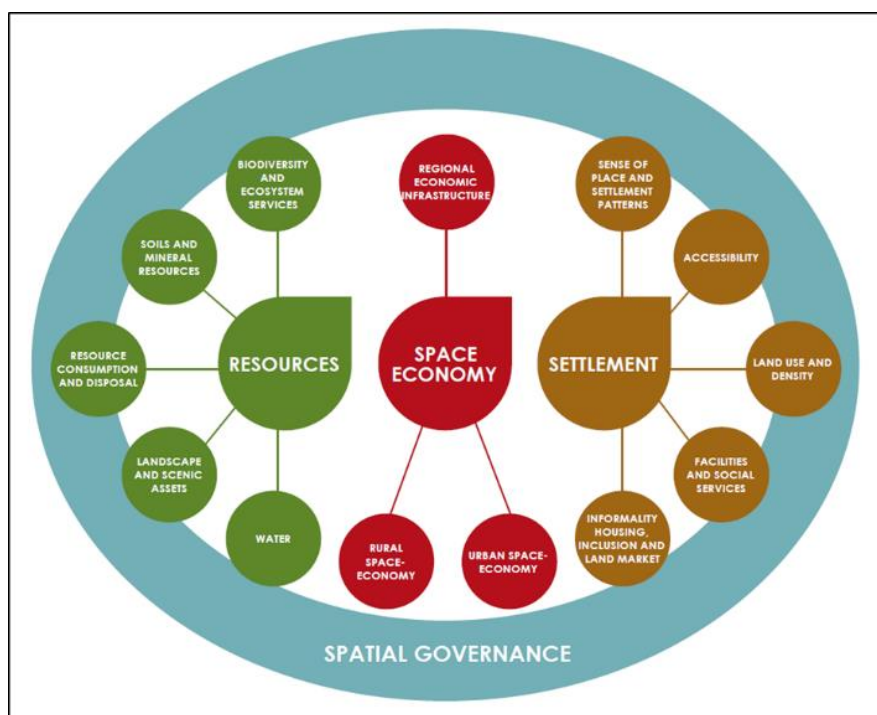 BIODIVERSITY
AND
ECOSYSTEM
SERVICES
SOILS AND
MINERAL
RESOURCES
RESOURCE
CONSUMPTION
AND DISPOSAL
LANDSCAPE
AND SCENIC
ASSETS
WATER
RESOURCES
REGIONAL
ECONOMIC
INFRASTRUCTURE
SPACE
ECONOMY
RURAL
SPACE-
ECONOMY
URBAN SPACE-
ECONOMY
SENSE OF
PLACE AND
SETTLEMENT
PATTERNS
ACCESSIBILITY
SETTLEMENT
LAND USE AND
DENSITY
FACILITIES
AND SOCIAL
SERVICES
INFORMALITY
HOUSING,
INCLUSION AND
LAND MARKET
SPATIAL GOVERNANCE